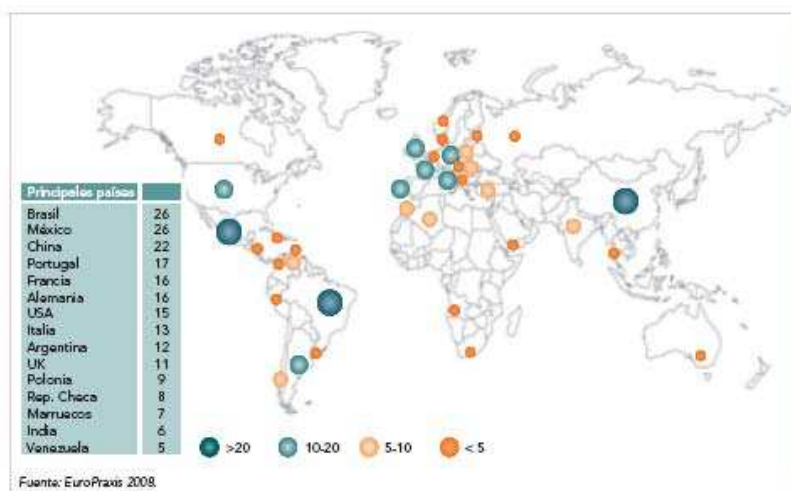 Principales países
Brasil 26
México 26
China 22
Portugal 17
Francia 16
Alemania 16
USA 15
Italia 13
Argentina 12
UK 11
Polonia 9
Rep. Checa 8
Marruecos 7
India 6
Venezuela 5
>20 10-20 5-10 < 5
Fuente: EuroPraxis 2008.